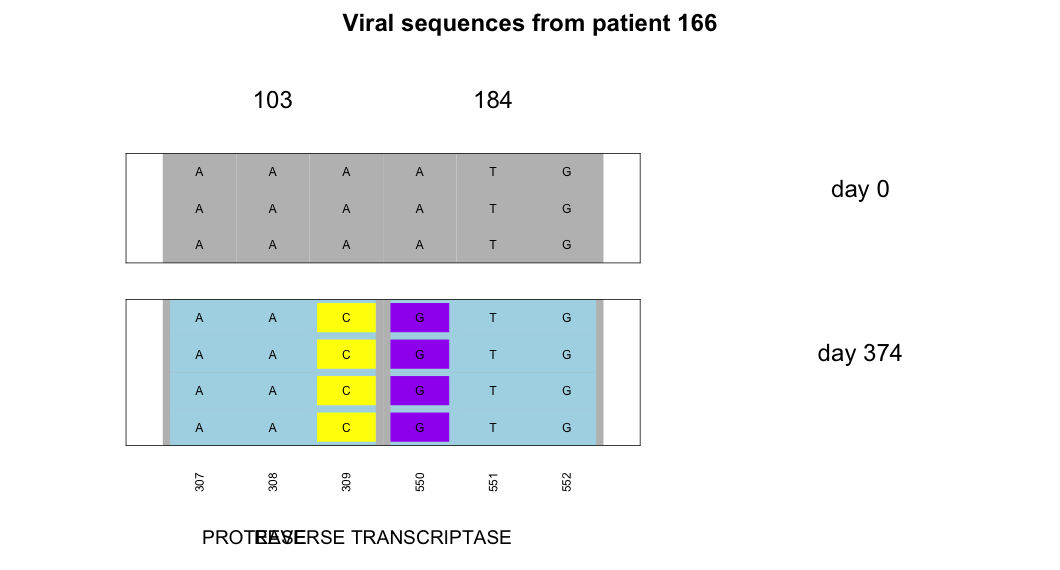 Viral sequences from patient 166
103 184
A A A A T G
A A A A T G
day 0
A A A A T G
A A C G T G
A A C G T G
day 374
A A C G T G
A A C G T G
307 308 309 550 551 552
PROTEASE REVERSE TRANSCRIPTASE